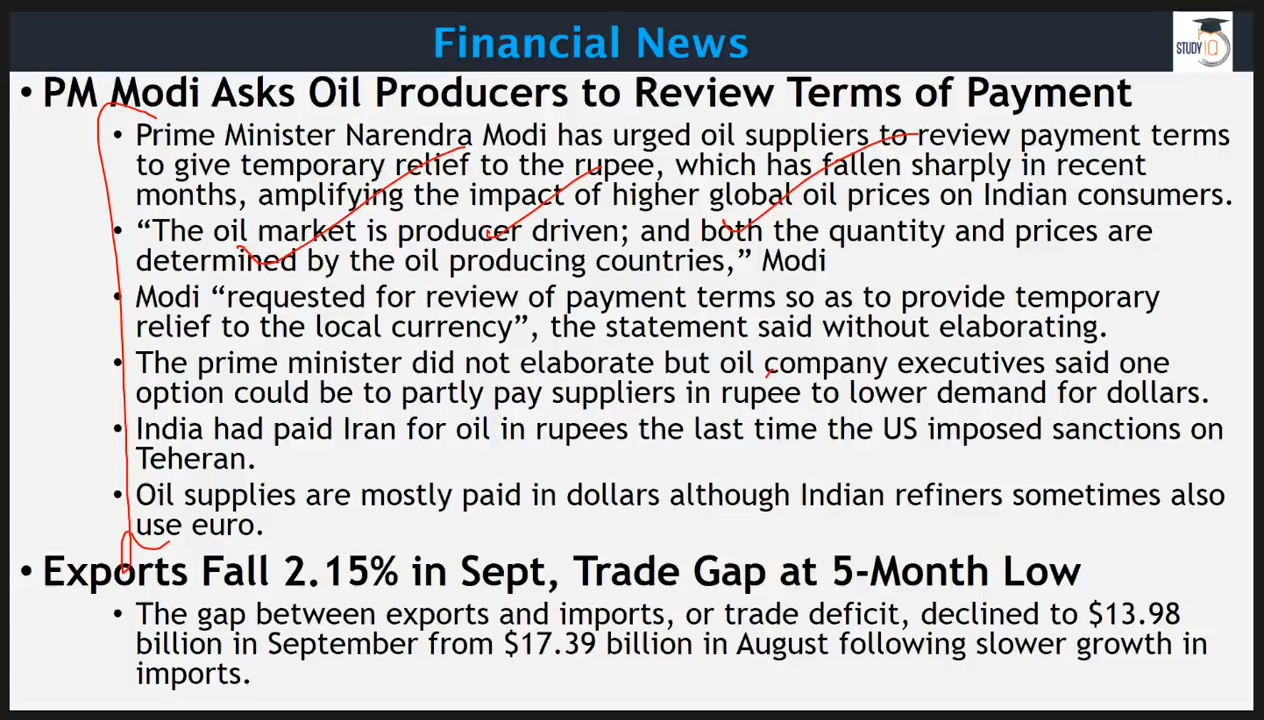 Financial News
STUDY IQ
• PM Modi Asks Oil Producers to Review Terms of Payment
• Prime Minister Narendra Modi has urged oil suppliers to review payment terms
to give temporary relief to the rupee, which has fallen sharply in recent
months, amplifying the impact of higher global oil prices on Indian consumers.
• “The oil market is producer driven; and both the quantity and prices are
determined by the oil producing countries,” Modi
• Modi “requested for review of payment terms so as to provide temporary
relief to the local currency”, the statement said without elaborating.
• The prime minister did not elaborate but oil company executives said one
option could be to partly pay suppliers in rupee to lower demand for dollars.
• India had paid Iran for oil in rupees the last time the US imposed sanctions on
Teheran.
• Oil supplies are mostly paid in dollars although Indian refiners sometimes also
use euro.
• Exports Fall 2.15% in Sept, Trade Gap at 5-Month Low
• The gap between exports and imports, or trade deficit, declined to $13.98
billion in September from $17.39 billion in August following slower growth in
imports.